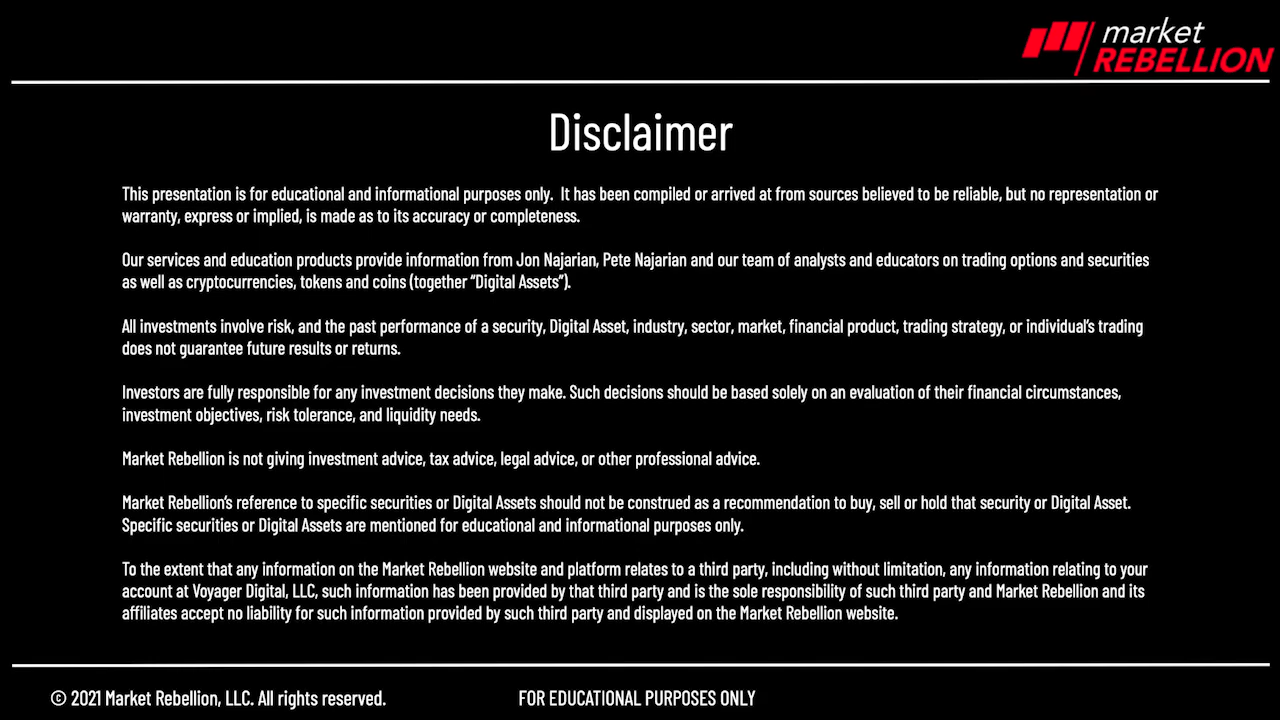 market
REBELLION
Disclaimer
This presentation is for educational and informational purposes only.  It has been compiled or arrived at from sources believed to be reliable, but no representation or
warranty, express or implied, is made as to its accuracy or completeness.
Our services and education products provide information from Jon Najarian, Pete Najarian and our team of analysts and educators on trading options and securities
as well as cryptocurrencies, tokens and coins (together “Digital Assets”).
All investments involve risk, and the past performance of a security, Digital Asset, industry, sector, market, financial product, trading strategy, or individual’s trading
does not guarantee future results or returns.
Investors are fully responsible for any investment decisions they make. Such decisions should be based solely on an evaluation of their financial circumstances,
investment objectives, risk tolerance, and liquidity needs.
Market Rebellion is not giving investment advice, tax advice, legal advice, or other professional advice.
Market Rebellion’s reference to specific securities or Digital Assets should not be construed as a recommendation to buy, sell or hold that security or Digital Asset.
Specific securities or Digital Assets are mentioned for educational and informational purposes only.
To the extent that any information on the Market Rebellion website and platform relates to a third party, including without limitation, any information relating to your
account at Voyager Digital, LLC, such information has been provided by that third party and is the sole responsibility of such third party and Market Rebellion and its
affiliates accept no liability for such information provided by such third party and displayed on the Market Rebellion website.
© 2021 Market Rebellion, LLC. All rights reserved.
FOR EDUCATIONAL PURPOSES ONLY